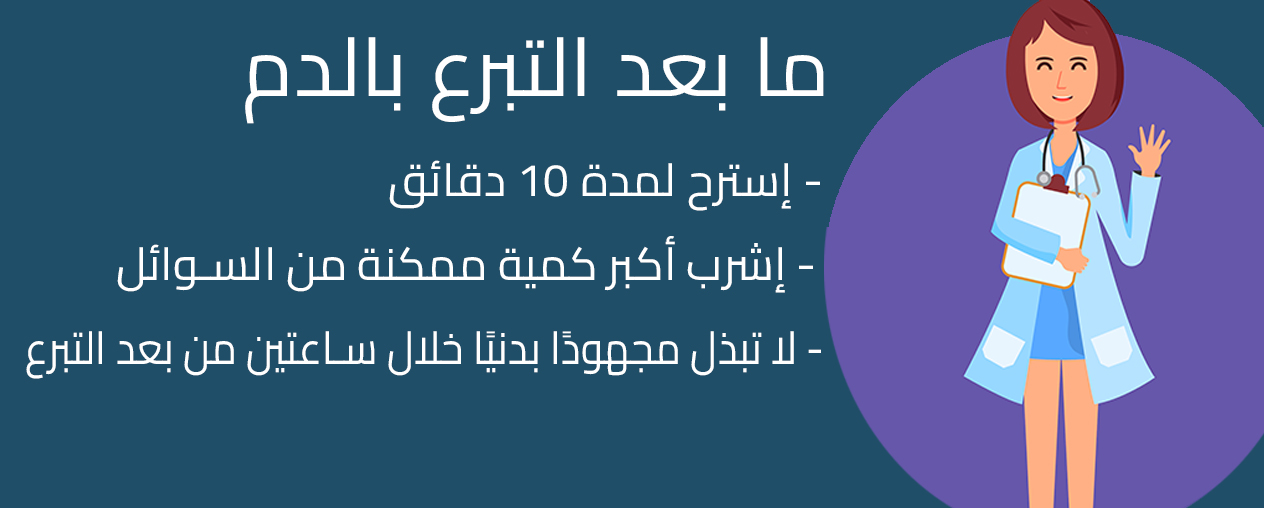 ما بعد التبرع بالدم
- إسترح لمدة 10 دقائق
- إشرب أكبر كمية ممكنة من السـوائل
- لا تبذل مجهودًا بدنيًا خلال ساعتين من بعد التبرع